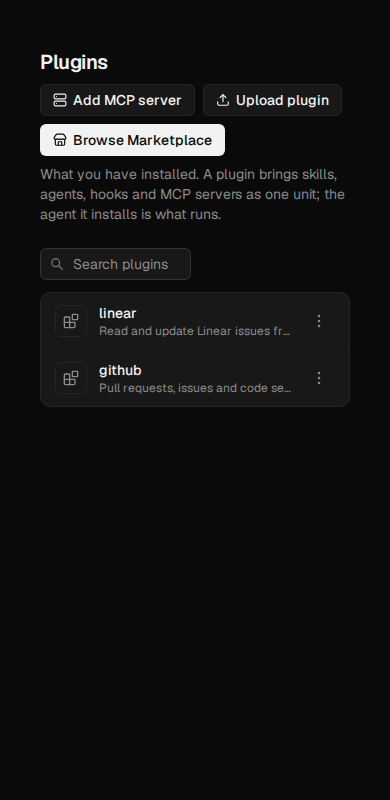 Plugins
Add MCP server
Upload plugin
Browse Marketplace
What you have installed. A plugin brings skills,
agents, hooks and MCP servers as one unit; the
agent it installs is what runs.
Search plugins
linear
Read and update Linear issues fr…
github
Pull requests, issues and code se…